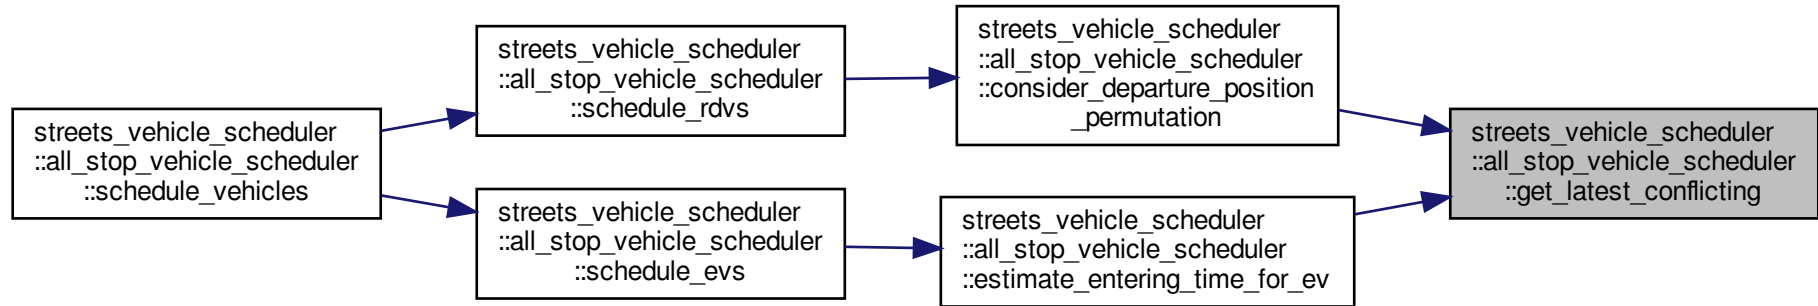 streets_vehicle_scheduler
::all_stop_vehicle_scheduler
::schedule_vehicles
streets_vehicle_scheduler
::all_stop_vehicle_scheduler
::schedule_rdvs
streets_vehicle_scheduler
::all_stop_vehicle_scheduler
::consider_departure_position
_permutation
streets_vehicle_scheduler
::all_stop_vehicle_scheduler
::get_latest_conflicting
streets_vehicle_scheduler
::all_stop_vehicle_scheduler
::schedule_evs
streets_vehicle_scheduler
::all_stop_vehicle_scheduler
::estimate_entering_time_for_ev